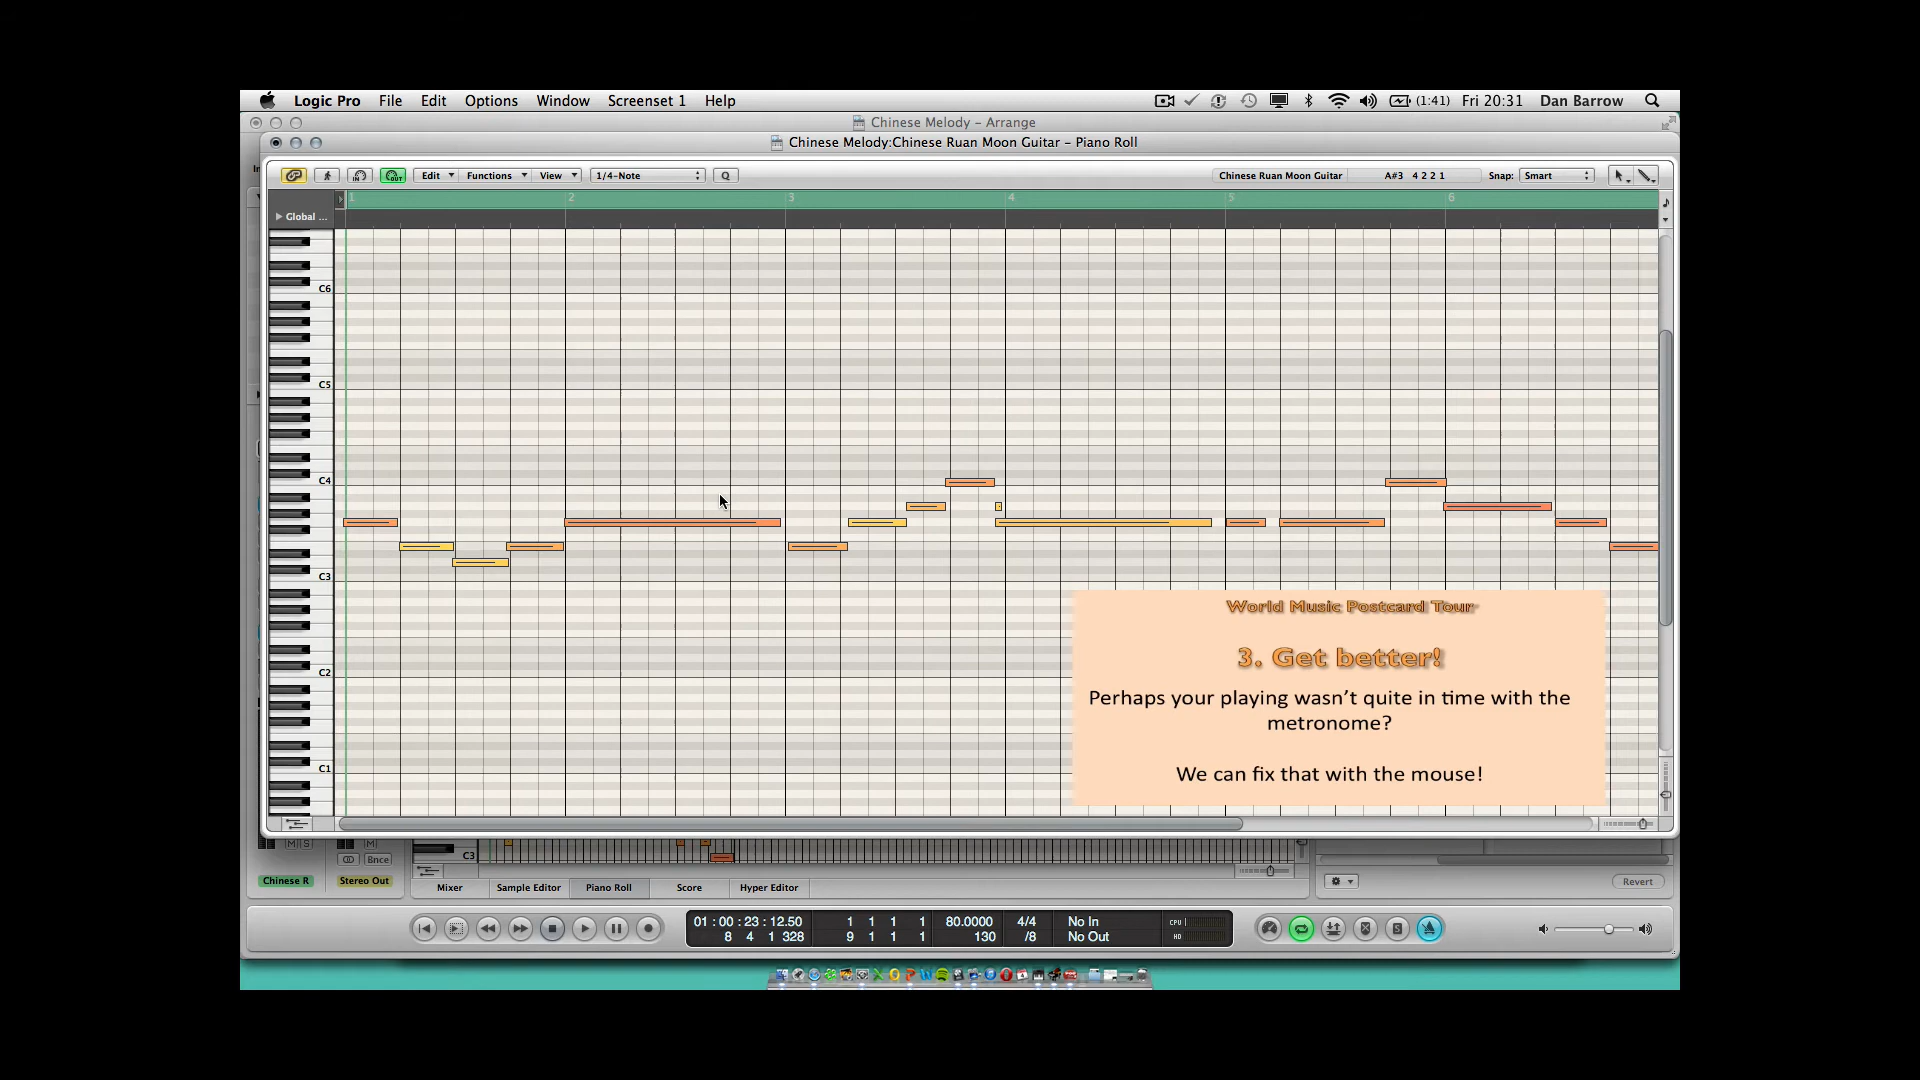 Logic Pro File Edit Options Window Screenset 1 Help (1:41) Fri 20:31 Dan Barrow
Chinese Melody – Arrange
Chinese Melody:Chinese Ruan Moon Guitar – Piano Roll
IN OUT Edit Functions View 1/4-Note Q Chinese Ruan Moon Guitar A#3 4 2 2 1 Snap: Smart
1 2 3 4 5 6
Global ...
C6
C5
C4
C3
C2
C1
World Music Postcard Tour
3. Get better!
Perhaps your playing wasn’t quite in time with the
metronome?
We can fix that with the mouse!
M S M C3
Bnce
Chinese R Stereo Out Mixer Sample Editor Piano Roll Score Hyper Editor Revert
01 : 00 : 23 : 12.50 1 1 1 1 80.0000 4/4 No In CPU
8 4 1 328 9 1 1 1 130 /8 No Out HD
S